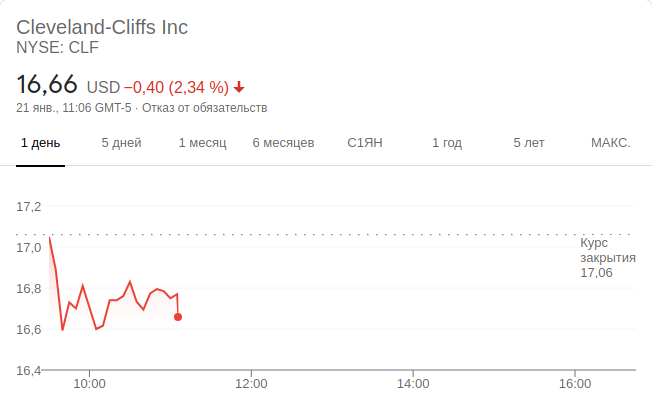 Cleveland-Cliffs Inc
NYSE: CLF
16,66 USD −0,40 (2,34 %)
21 янв., 11:06 GMT-5 · Отказ от обязательств
1 день 5 дней 1 месяц 6 месяцев С1ЯН 1 год 5 лет МАКС.
17,2
17,0
16,8
16,6
16,4
Курс
закрытия
17,06
10:00 12:00 14:00 16:00